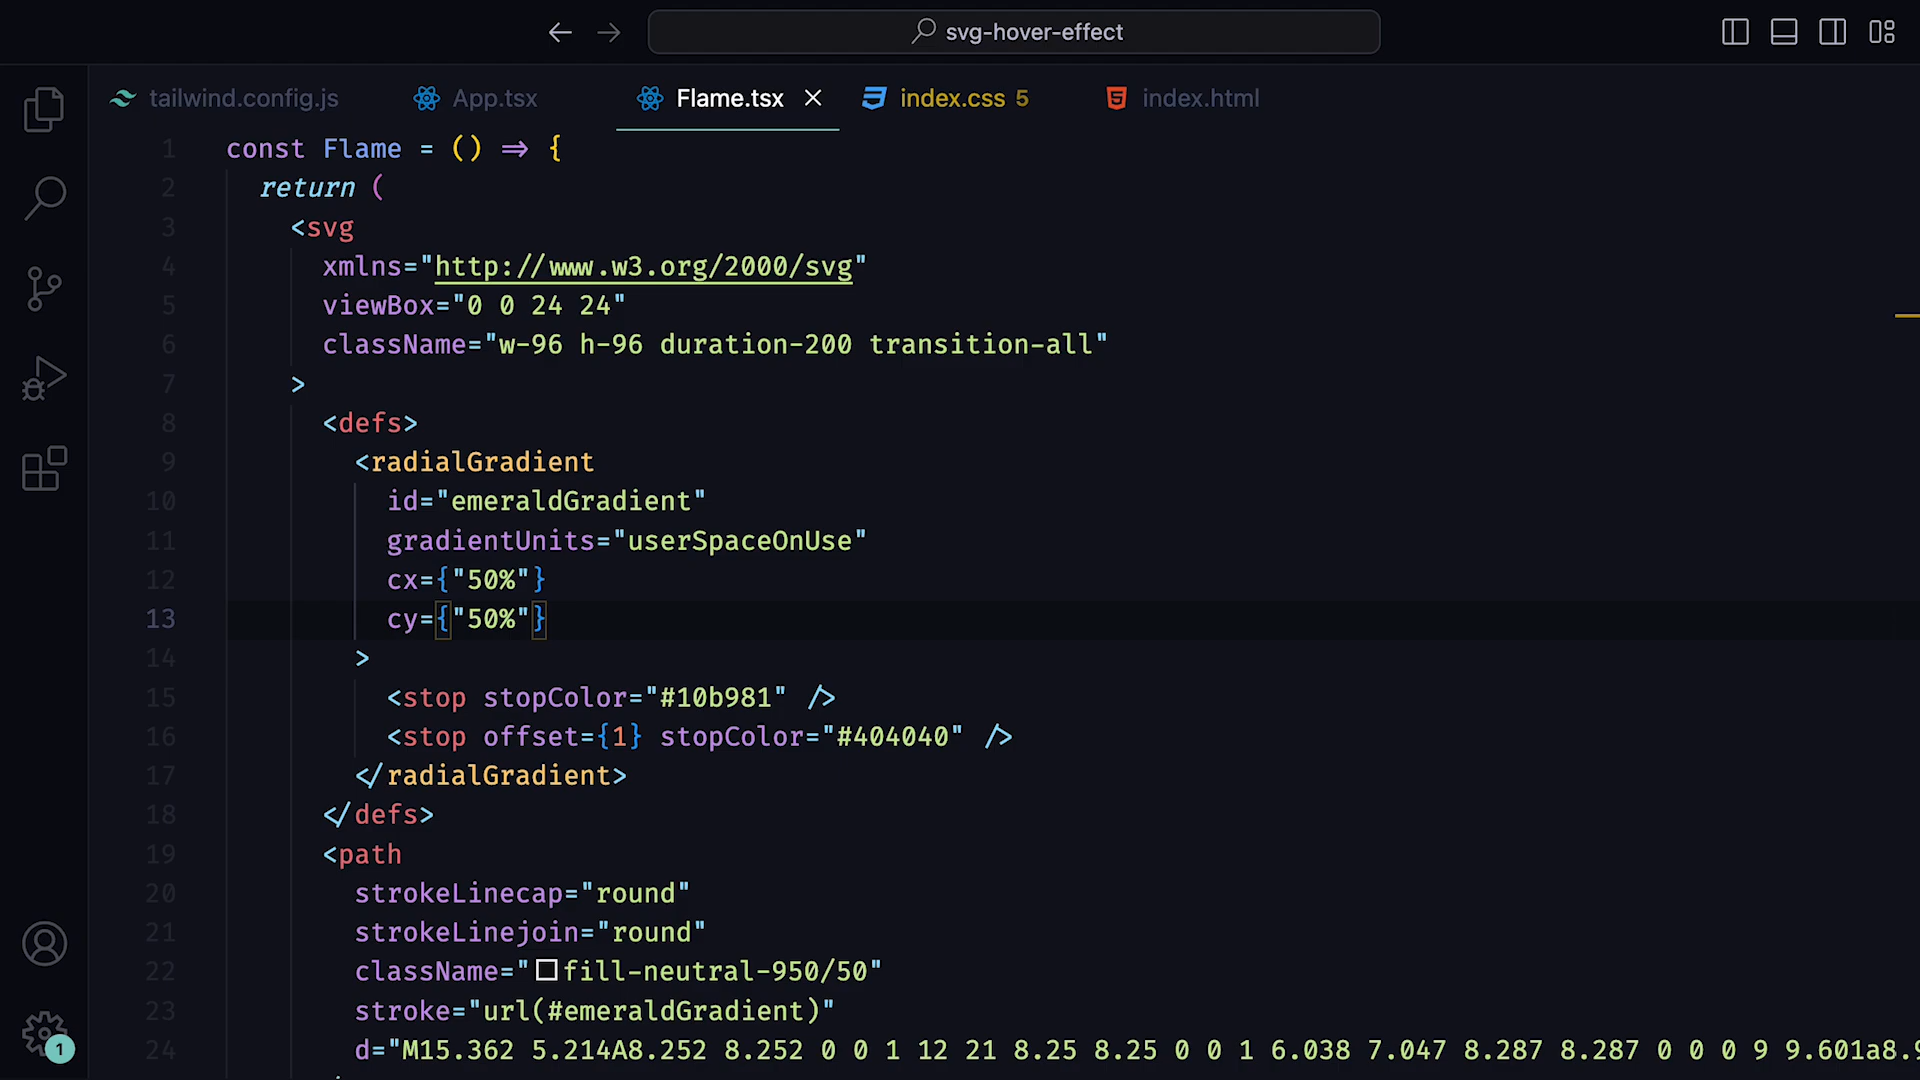 svg-hover-effect
tailwind.config.js App.tsx Flame.tsx index.css 5 index.html
1 const Flame = () => {
2 return (
3 <svg
4 xmlns="http://www.w3.org/2000/svg"
5 viewBox="0 0 24 24"
6 className="w-96 h-96 duration-200 transition-all"
7 >
8 <defs>
9 <radialGradient
10 id="emeraldGradient"
11 gradientUnits="userSpaceOnUse"
12 cx={"50%"}
13 cy={"50%"}
14 >
15 <stop stopColor="#10b981" />
16 <stop offset={1} stopColor="#404040" />
17 </radialGradient>
18 </defs>
19 <path
20 strokeLinecap="round"
21 strokeLinejoin="round"
22 className="fill-neutral-950/50"
23 stroke="url(#emeraldGradient)"
24 d="M15.362 5.214A8.252 8.252 0 0 1 12 21 8.25 8.25 0 0 1 6.038 7.047 8.287 8.287 0 0 0 9 9.601a8.9
1